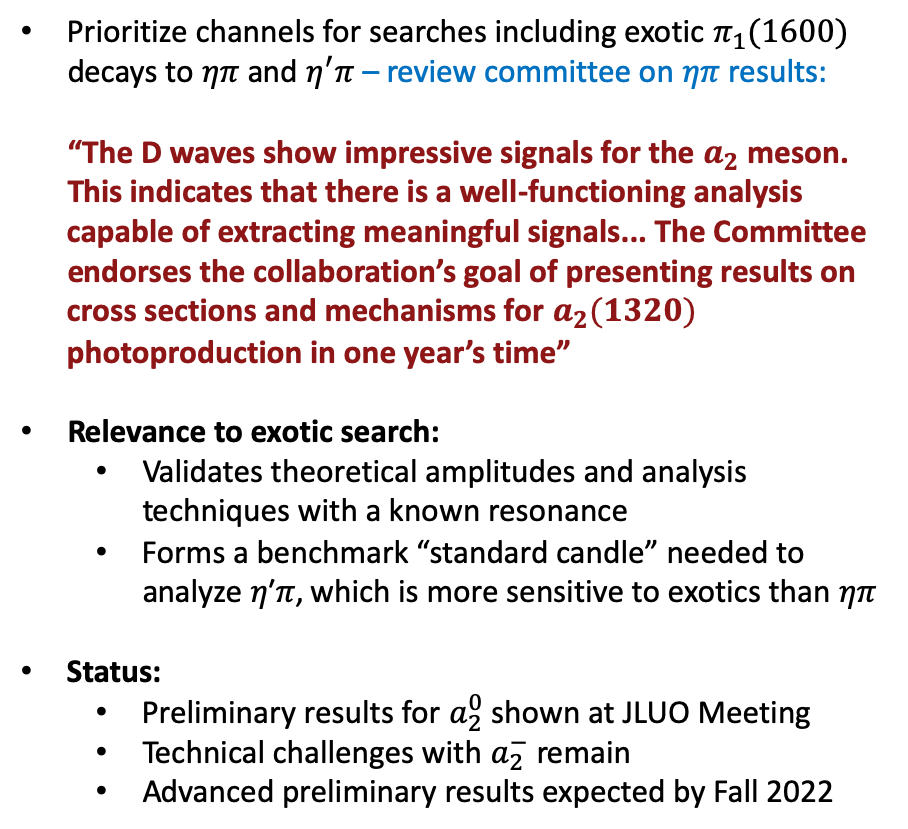 • Prioritize channels for searches including exotic π₁(1600)
decays to ηπ and η′π – review committee on ηπ results:
“The D waves show impressive signals for the a₂ meson.
This indicates that there is a well-functioning analysis
capable of extracting meaningful signals... The Committee
endorses the collaboration’s goal of presenting results on
cross sections and mechanisms for a₂(1320)
photoproduction in one year’s time”
• Relevance to exotic search:
• Validates theoretical amplitudes and analysis
techniques with a known resonance
• Forms a benchmark “standard candle” needed to
analyze η′π, which is more sensitive to exotics than ηπ
• Status:
• Preliminary results for a₂⁰ shown at JLUO Meeting
• Technical challenges with a₂⁻ remain
• Advanced preliminary results expected by Fall 2022